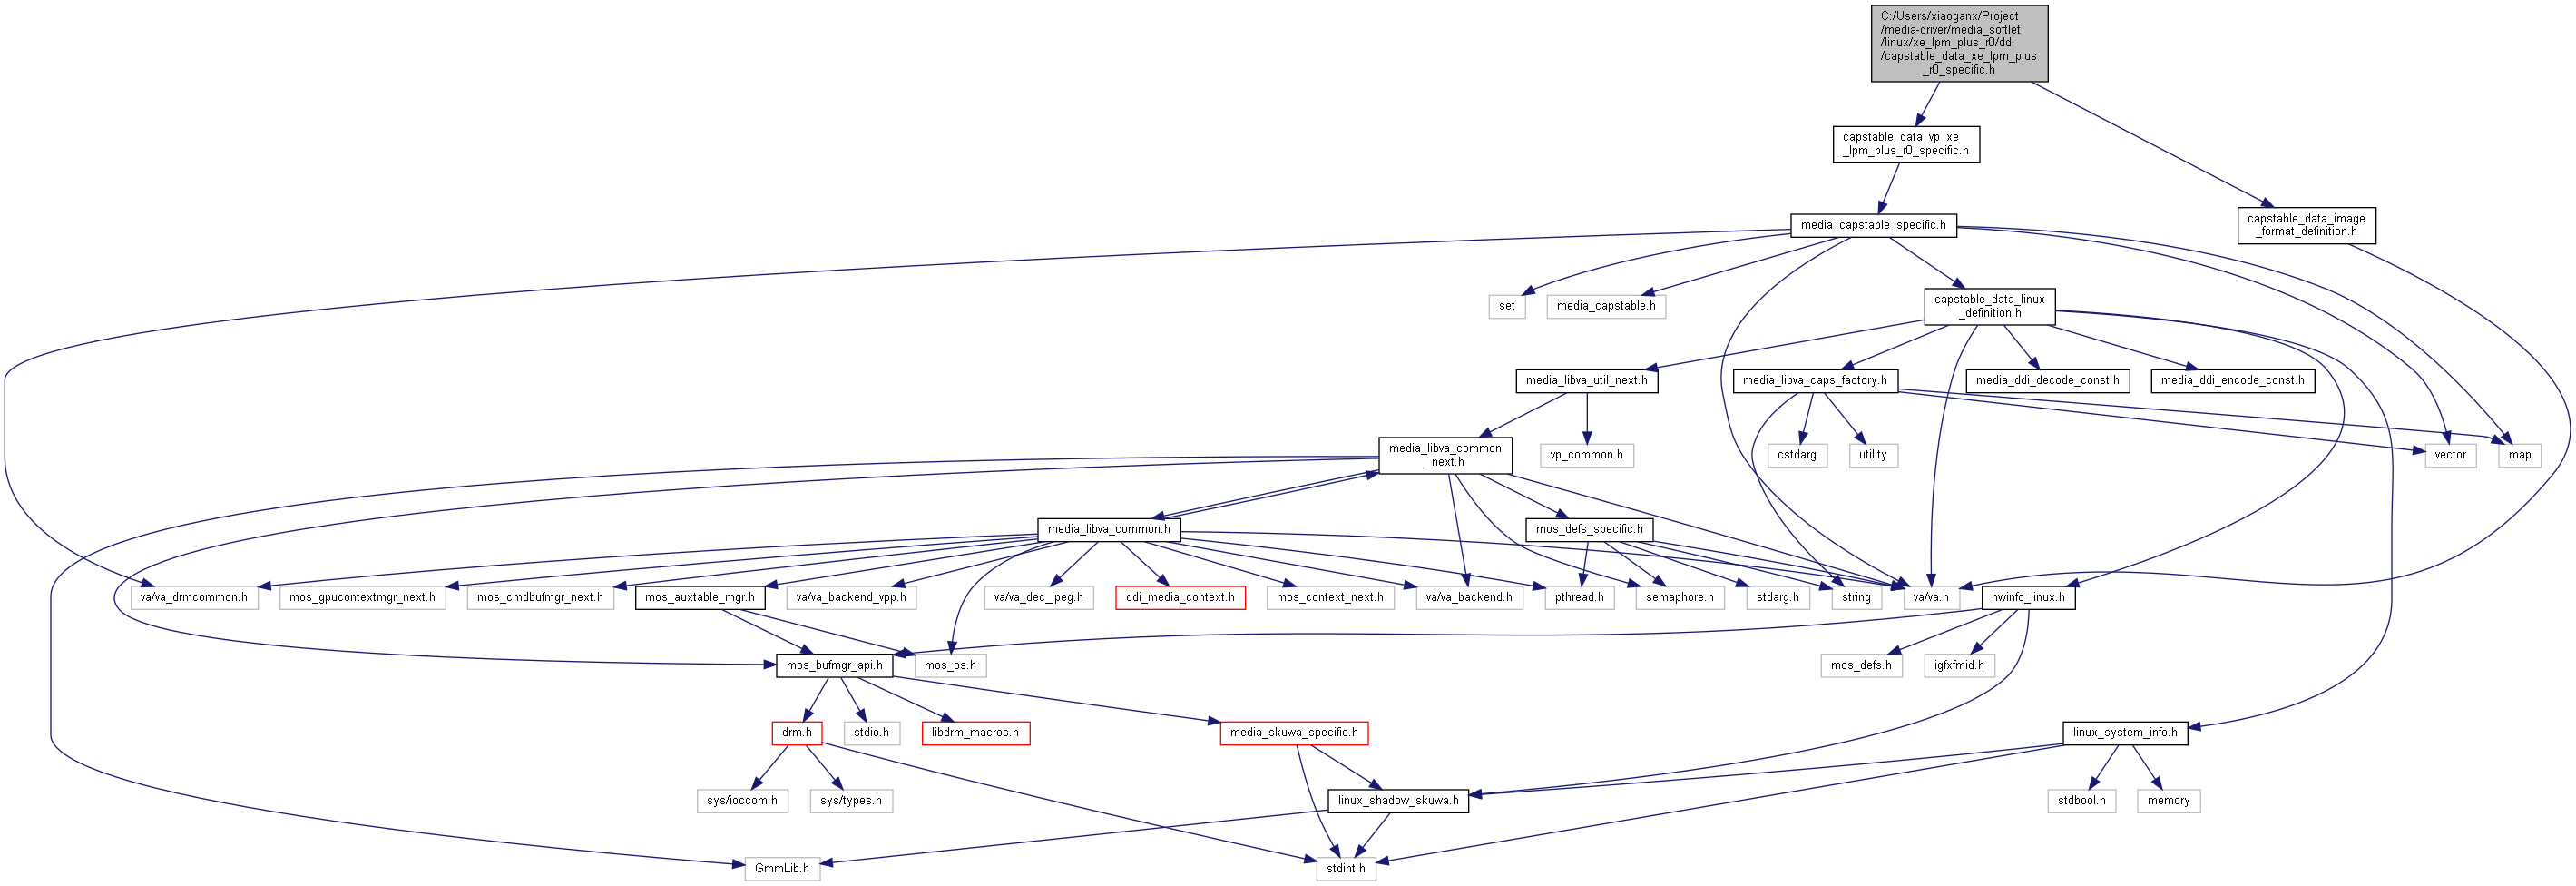 C:/Users/xiaoganx/Project
/media-driver/media_softlet
/linux/xe_lpm_plus_r0/ddi
/capstable_data_xe_lpm_plus
_r0_specific.h
capstable_data_vp_xe
_lpm_plus_r0_specific.h
media_capstable_specific.h
capstable_data_image
_format_definition.h
set
media_capstable.h
capstable_data_linux
_definition.h
media_libva_util_next.h
media_libva_caps_factory.h
media_ddi_decode_const.h
media_ddi_encode_const.h
media_libva_common
_next.h
vp_common.h
cstdarg
utility
vector
map
media_libva_common.h
mos_defs_specific.h
va/va_drmcommon.h
mos_gpucontextmgr_next.h
mos_cmdbufmgr_next.h
mos_auxtable_mgr.h
va/va_backend_vpp.h
va/va_dec_jpeg.h
ddi_media_context.h
mos_context_next.h
va/va_backend.h
pthread.h
semaphore.h
stdarg.h
string
va/va.h
hwinfo_linux.h
mos_bufmgr_api.h
mos_os.h
mos_defs.h
igfxfmid.h
drm.h
stdio.h
libdrm_macros.h
media_skuwa_specific.h
linux_system_info.h
sys/ioccom.h
sys/types.h
linux_shadow_skuwa.h
stdbool.h
memory
GmmLib.h
stdint.h